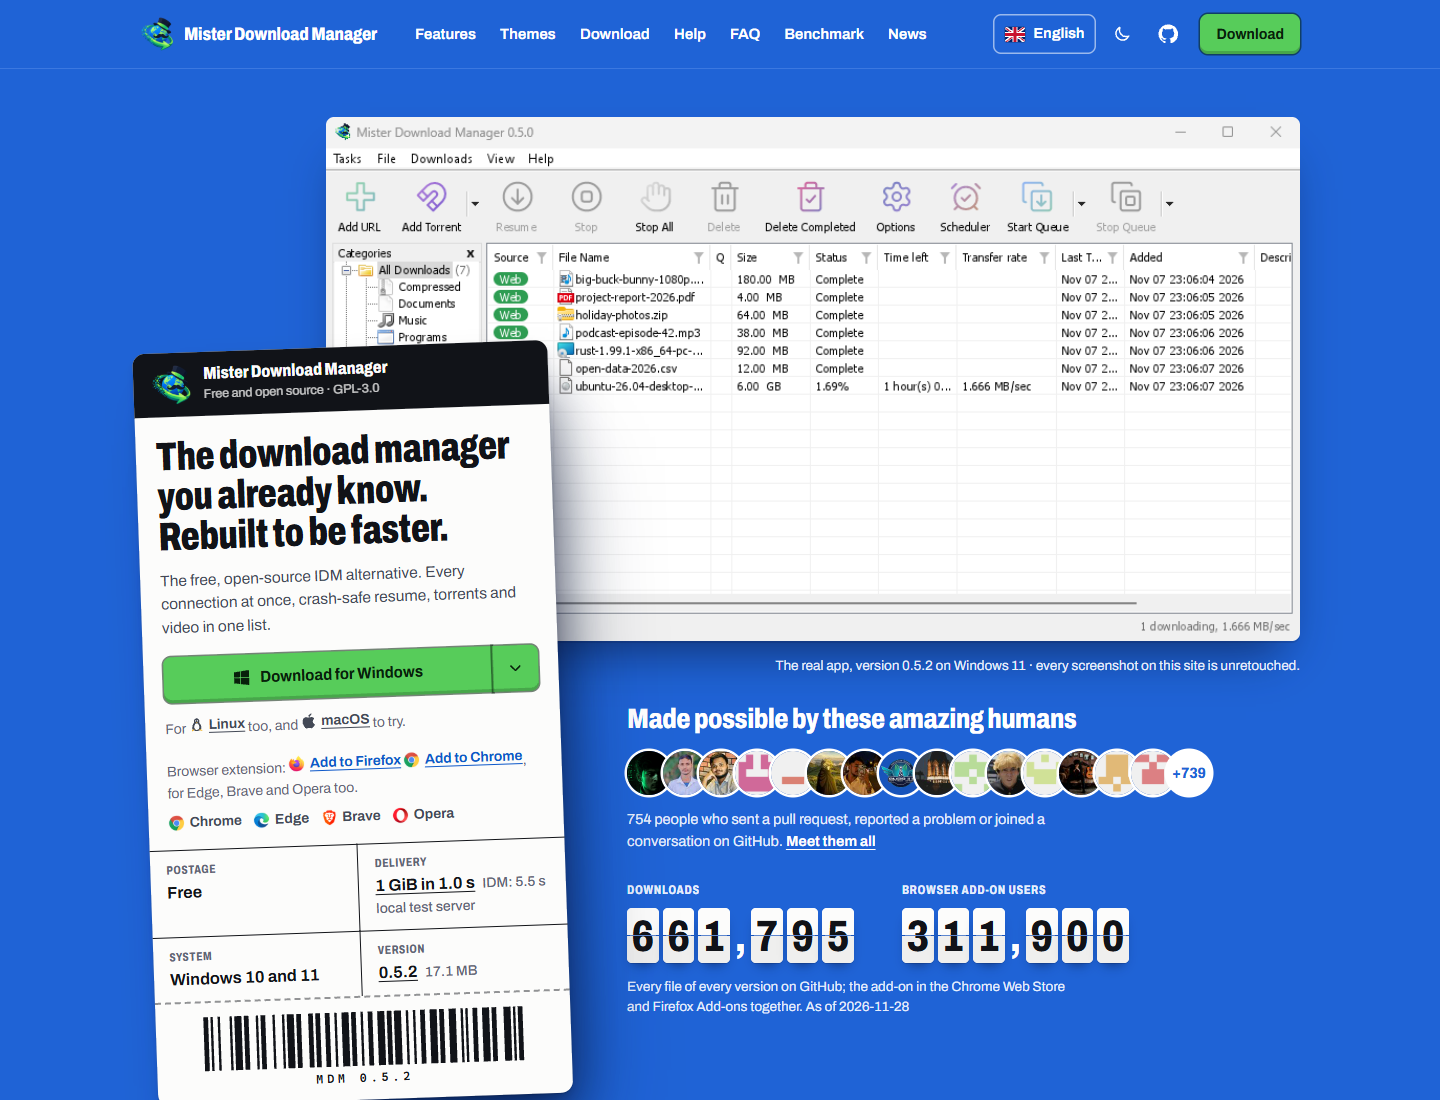 Mister Download Manager
Features Themes Download Help FAQ Benchmark News
English
Download
Mister Download Manager 0.5.0
Tasks File Downloads View Help
Add URL Add Torrent Resume Stop Stop All Delete Delete Completed Options Scheduler Start Queue Stop Queue
Categories x
All Downloads (7)
Compressed
Documents
Music
Programs
Source File Name Q Size Status Time left Transfer rate Last T... Added Descri
Web big-buck-bunny-1080p.... 180.00 MB Complete Nov 07 2... Nov 07 23:06:04 2026
Web project-report-2026.pdf 4.00 MB Complete Nov 07 2... Nov 07 23:06:05 2026
Web holiday-photos.zip 64.00 MB Complete Nov 07 2... Nov 07 23:06:05 2026
Web podcast-episode-42.mp3 38.00 MB Complete Nov 07 2... Nov 07 23:06:06 2026
rust-1.99.1-x86_64-pc-... 92.00 MB Complete Nov 07 2... Nov 07 23:06:06 2026
open-data-2026.csv 12.00 MB Complete Nov 07 2... Nov 07 23:06:07 2026
ubuntu-26.04-desktop-... 6.00 GB 1.69% 1 hour(s) 0... 1.666 MB/sec Nov 07 2... Nov 07 23:06:07 2026
1 downloading, 1.666 MB/sec
The real app, version 0.5.2 on Windows 11 · every screenshot on this site is unretouched.
Mister Download Manager
Free and open source · GPL-3.0
The download manager
you already know.
Rebuilt to be faster.
The free, open-source IDM alternative. Every
connection at once, crash-safe resume, torrents and
video in one list.
Download for Windows
For Linux too, and macOS to try.
Browser extension: Add to Firefox Add to Chrome,
for Edge, Brave and Opera too.
Chrome Edge Brave Opera
POSTAGE
Free
DELIVERY
1 GiB in 1.0 s IDM: 5.5 s
local test server
SYSTEM
Windows 10 and 11
VERSION
0.5.2 17.1 MB
MDM 0.5.2
Made possible by these amazing humans
+739
754 people who sent a pull request, reported a problem or joined a
conversation on GitHub. Meet them all
DOWNLOADS
661,795
BROWSER ADD-ON USERS
311,900
Every file of every version on GitHub; the add-on in the Chrome Web Store
and Firefox Add-ons together. As of 2026-11-28